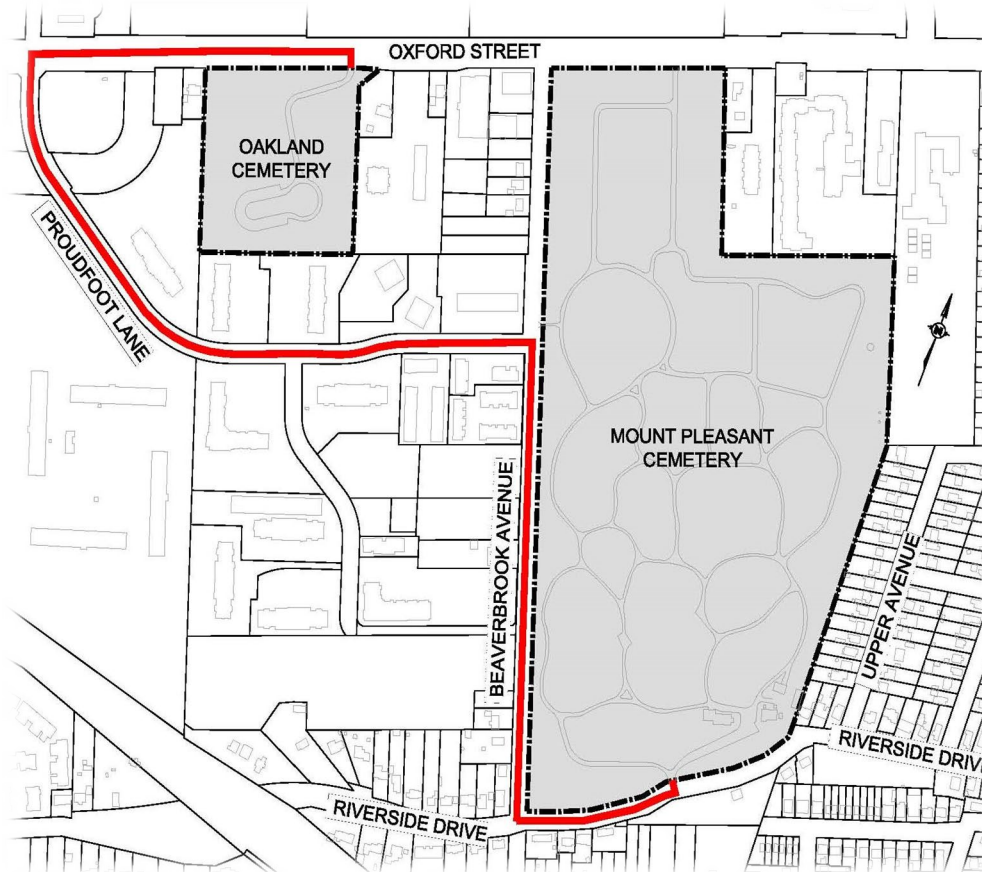 OXFORD STREET
OAKLAND
CEMETERY
PROUDFOOT LANE
N
MOUNT PLEASANT
CEMETERY
BEAVERBROOK AVENUE
UPPER AVENUE
RIVERSIDE DRIVE
RIVERSIDE DRIV